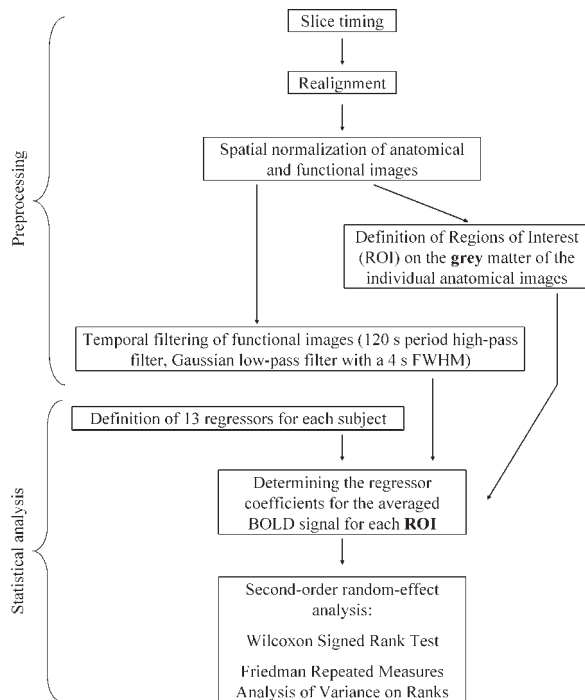 Preprocessing
Slice timing
Realignment
Spatial normalization of anatomical
and functional images
Definition of Regions of Interest
(ROI) on the grey matter of the
individual anatomical images
Temporal filtering of functional images (120 s period high-pass
filter, Gaussian low-pass filter with a 4 s FWHM)
Statistical analysis
Definition of 13 regressors for each subject
Determining the regressor
coefficients for the averaged
BOLD signal for each ROI
Second-order random-effect
analysis:
Wilcoxon Signed Rank Test
Friedman Repeated Measures
Analysis of Variance on Ranks